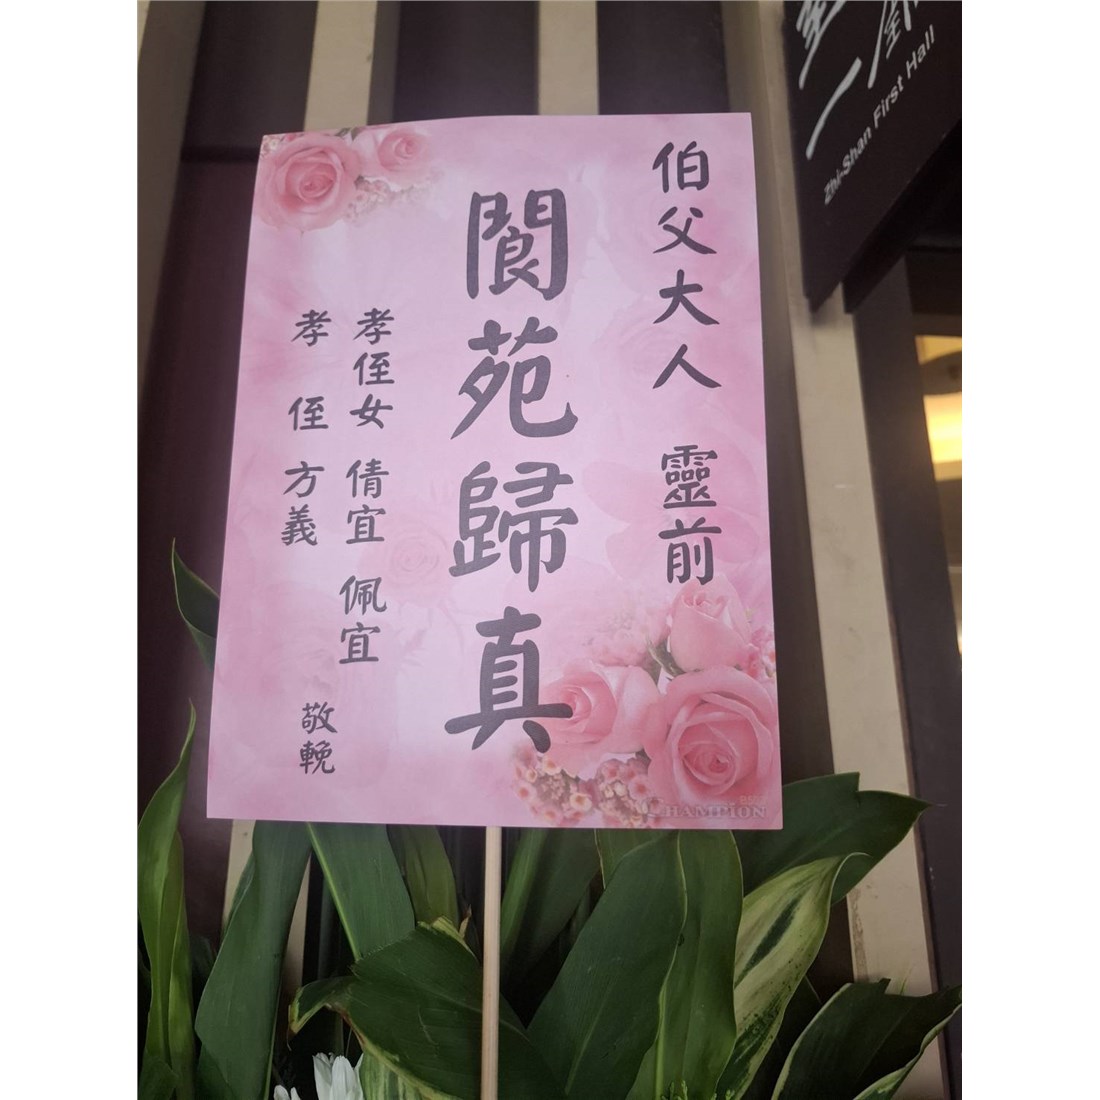 伯父大人 靈前
閬苑歸真
孝侄女 倩宜 佩宜
孝 侄 方義
敬輓
Zhi-Shan First Hall
CHAMPION